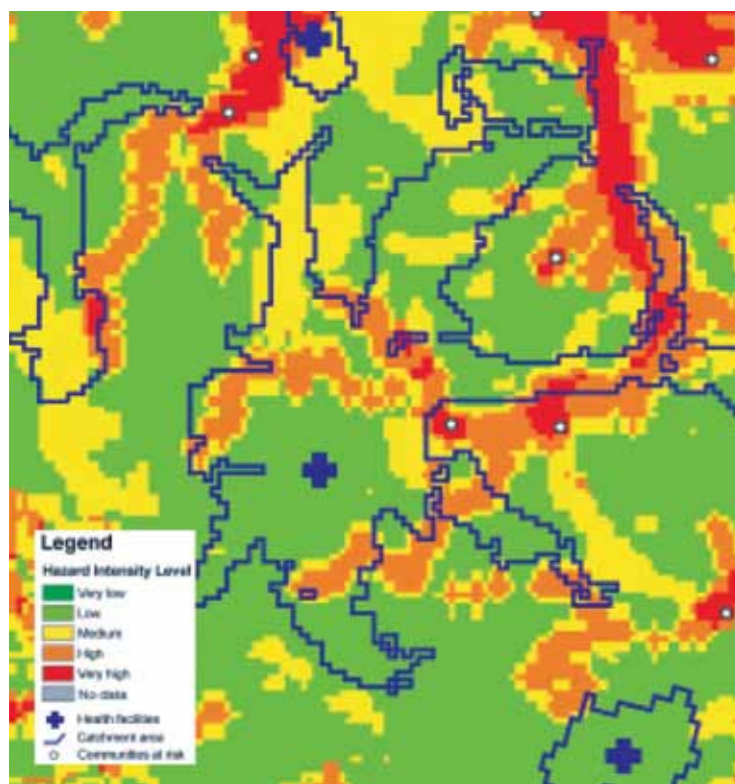 Legend
Hazard Intensity Level
Very low
Low
Medium
High
Very high
No-data
Health facilities
Catchment area
Communities at risk